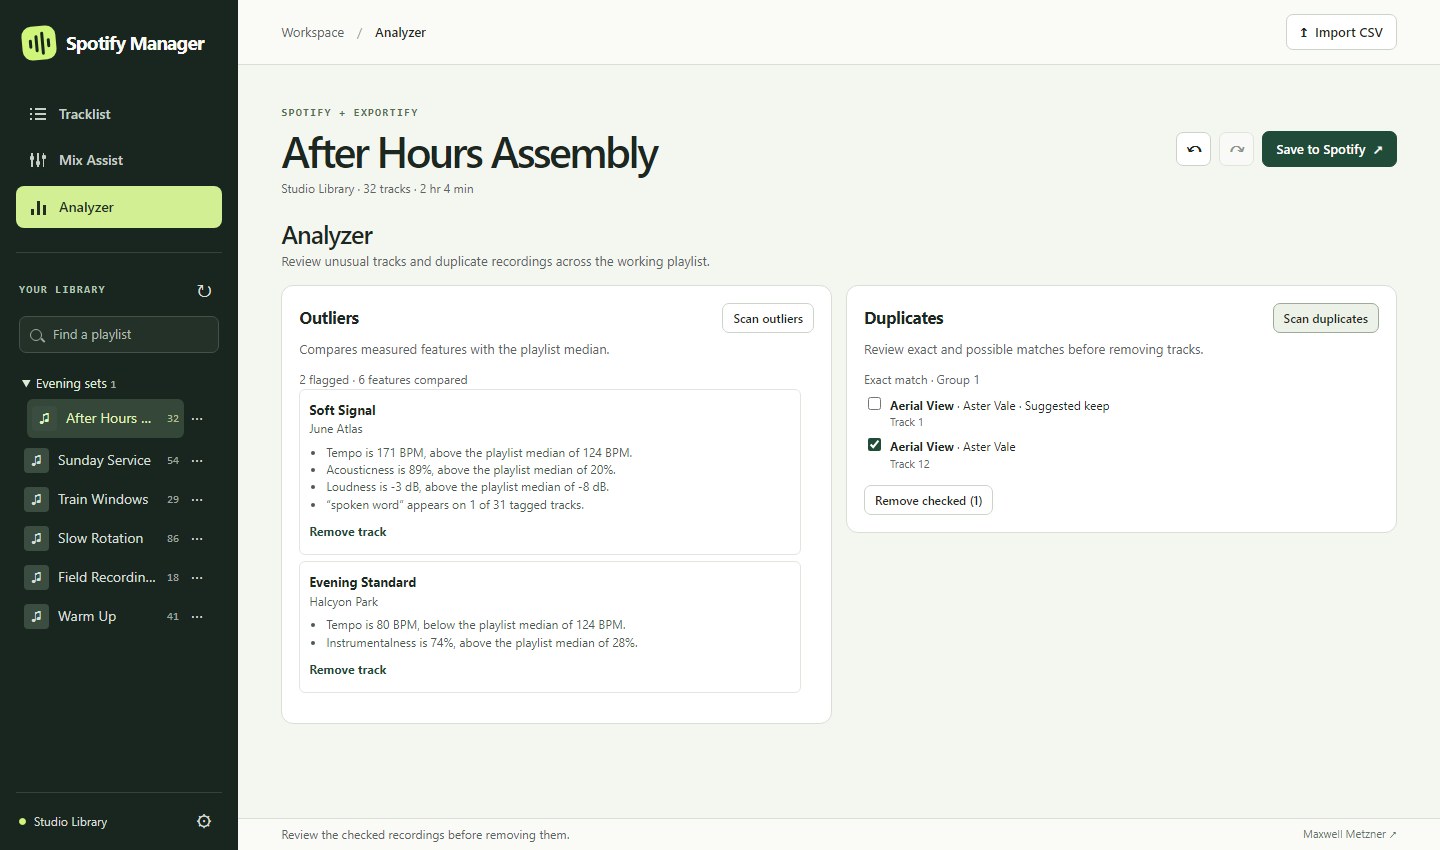 Spotify Manager
Tracklist
Mix Assist
Analyzer
YOUR LIBRARY
Find a playlist
Evening sets 1
After Hours ... 32
Sunday Service 54
Train Windows 29
Slow Rotation 86
Field Recordin... 18
Warm Up 41
Studio Library
Workspace / Analyzer
Import CSV
SPOTIFY + EXPORTIFY
After Hours Assembly
Studio Library · 32 tracks · 2 hr 4 min
Save to Spotify ↗
Analyzer
Review unusual tracks and duplicate recordings across the working playlist.
Outliers
Scan outliers
Compares measured features with the playlist median.
2 flagged · 6 features compared
Soft Signal
June Atlas
• Tempo is 171 BPM, above the playlist median of 124 BPM.
• Acousticness is 89%, above the playlist median of 20%.
• Loudness is -3 dB, above the playlist median of -8 dB.
• “spoken word” appears on 1 of 31 tagged tracks.
Remove track
Evening Standard
Halcyon Park
• Tempo is 80 BPM, below the playlist median of 124 BPM.
• Instrumentalness is 74%, above the playlist median of 28%.
Remove track
Duplicates
Scan duplicates
Review exact and possible matches before removing tracks.
Exact match · Group 1
Aerial View · Aster Vale · Suggested keep
Track 1
Aerial View · Aster Vale
Track 12
Remove checked (1)
Review the checked recordings before removing them.
Maxwell Metzner ↗